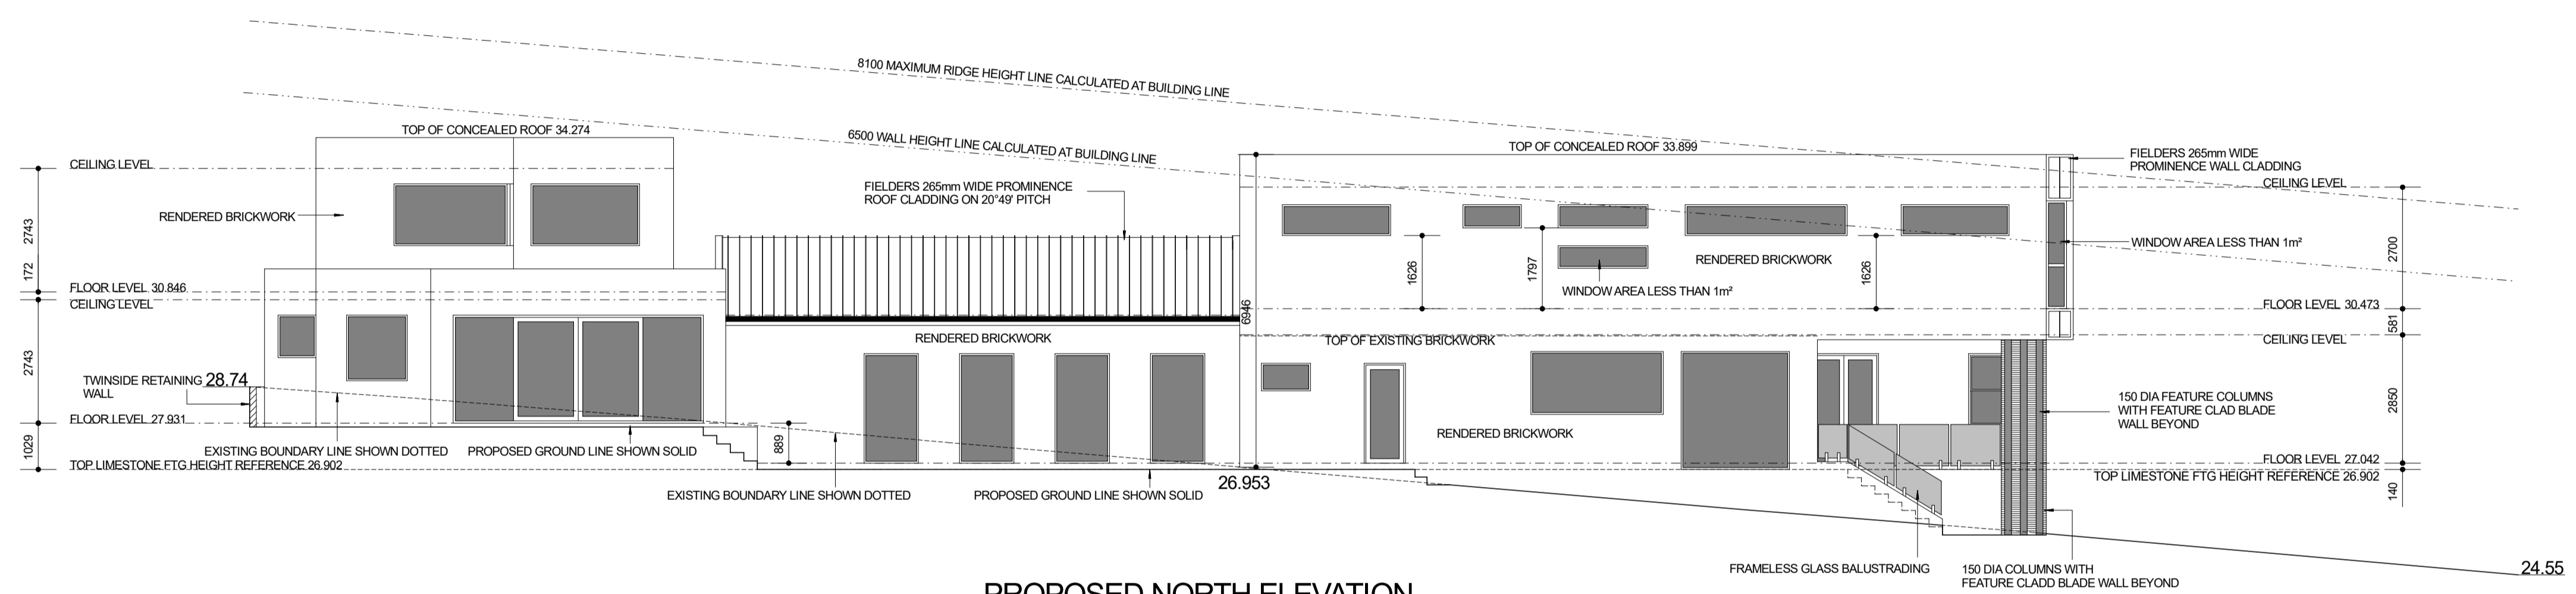 8100 MAXIMUM RIDGE HEIGHT LINE CALCULATED AT BUILDING LINE
6500 WALL HEIGHT LINE CALCULATED AT BUILDING LINE
TOP OF CONCEALED ROOF 34.274
TOP OF CONCEALED ROOF 33.899
CEILING LEVEL
RENDERED BRICKWORK
2743
172
FLOOR LEVEL 30.846
CEILING LEVEL
2743
TWINSIDE RETAINING
WALL
28.74
FLOOR LEVEL 27.931
1029
TOP LIMESTONE FTG HEIGHT REFERENCE 26.902
EXISTING BOUNDARY LINE SHOWN DOTTED
PROPOSED GROUND LINE SHOWN SOLID
FIELDERS 265mm WIDE PROMINENCE
ROOF CLADDING ON 20°49' PITCH
RENDERED BRICKWORK
889
EXISTING BOUNDARY LINE SHOWN DOTTED
PROPOSED GROUND LINE SHOWN SOLID
6946
26.953
1626
1797
1626
WINDOW AREA LESS THAN 1m²
RENDERED BRICKWORK
TOP OF EXISTING BRICKWORK
RENDERED BRICKWORK
FIELDERS 265mm WIDE
PROMINENCE WALL CLADDING
CEILING LEVEL
WINDOW AREA LESS THAN 1m²
2700
FLOOR LEVEL 30.473
581
CEILING LEVEL
2850
150 DIA FEATURE COLUMNS
WITH FEATURE CLAD BLADE
WALL BEYOND
FLOOR LEVEL 27.042
TOP LIMESTONE FTG HEIGHT REFERENCE 26.902
140
FRAMELESS GLASS BALUSTRADING
150 DIA COLUMNS WITH
FEATURE CLADD BLADE WALL BEYOND
24.55
PROPOSED NORTH ELEVATION